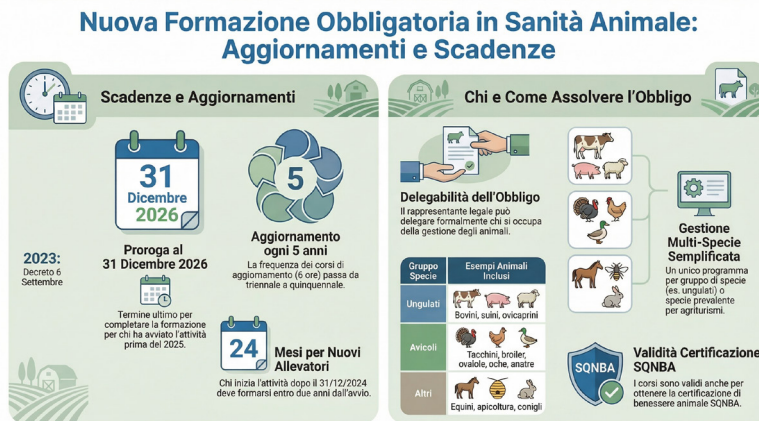 Nuova Formazione Obbligatoria in Sanità Animale:
Aggiornamenti e Scadenze
Scadenze e Aggiornamenti
31
Dicembre
2026
5
2023:
Decreto 6
Settembre
Proroga al
31 Dicembre 2026
Termine ultimo per
completare la formazione
per chi ha avviato l'attività
prima del 2025.
Aggiornamento
ogni 5 anni
La frequenza dei corsi di
aggiornamento (6 ore) passa da
triennale a quinquennale.
24
Mesi per Nuovi
Allevatori
Chi inizia l'attività dopo il 31/12/2024
deve formarsi entro due anni dall'avvio.
Chi e Come Assolvere l'Obbligo
Delegabilità dell'Obbligo
Il rappresentante legale può
delegare formalmente chi si occupa
della gestione degli animali.
Gruppo
Specie
Esempi Animali
Inclusi
Ungulati
Bovini, suini, ovicaprini
Avicoli
Tacchini, broiler,
ovaiole, oche, anatre
Altri
Equini, apicoltura, conigli
Gestione
Multi-Specie
Semplificata
Un unico programma
per gruppo di specie
(es. ungulati) o
specie prevalente
per agriturismi.
SQNBA
Validità Certificazione
SQNBA
I corsi sono validi anche per
ottenere la certificazione di
benessere animale SQNBA.